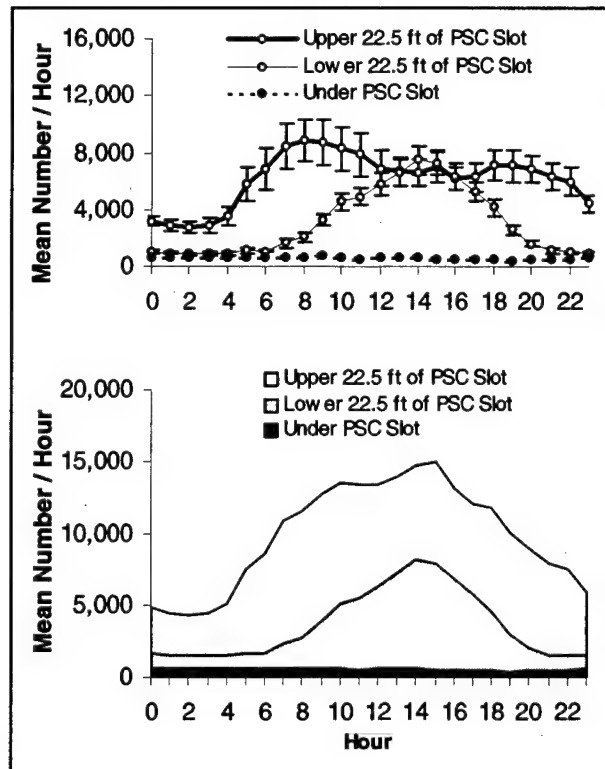 16,000
12,000
8,000
4,000
0
Mean Number / Hour
Upper 22.5 ft of PSC Slot
Lower 22.5 ft of PSC Slot
Under PSC Slot
0 2 4 6 8 10 12 14 16 18 20 22
20,000
15,000
10,000
5,000
0
Mean Number / Hour
Upper 22.5 ft of PSC Slot
Lower 22.5 ft of PSC Slot
Under PSC Slot
0 2 4 6 8 10 12 14 16 18 20 22
Hour